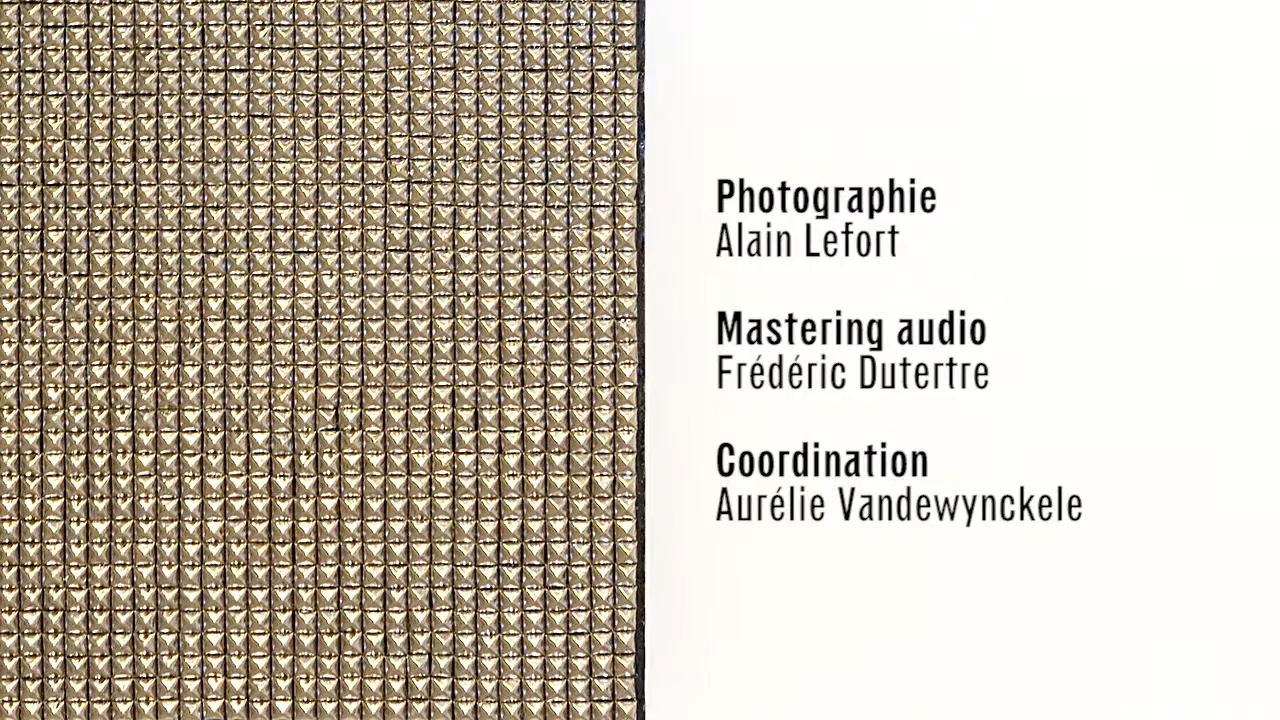 Photographie
Alain Lefort
Mastering audio
Frédéric Dutertre
Coordination
Aurélie Vandewynckele